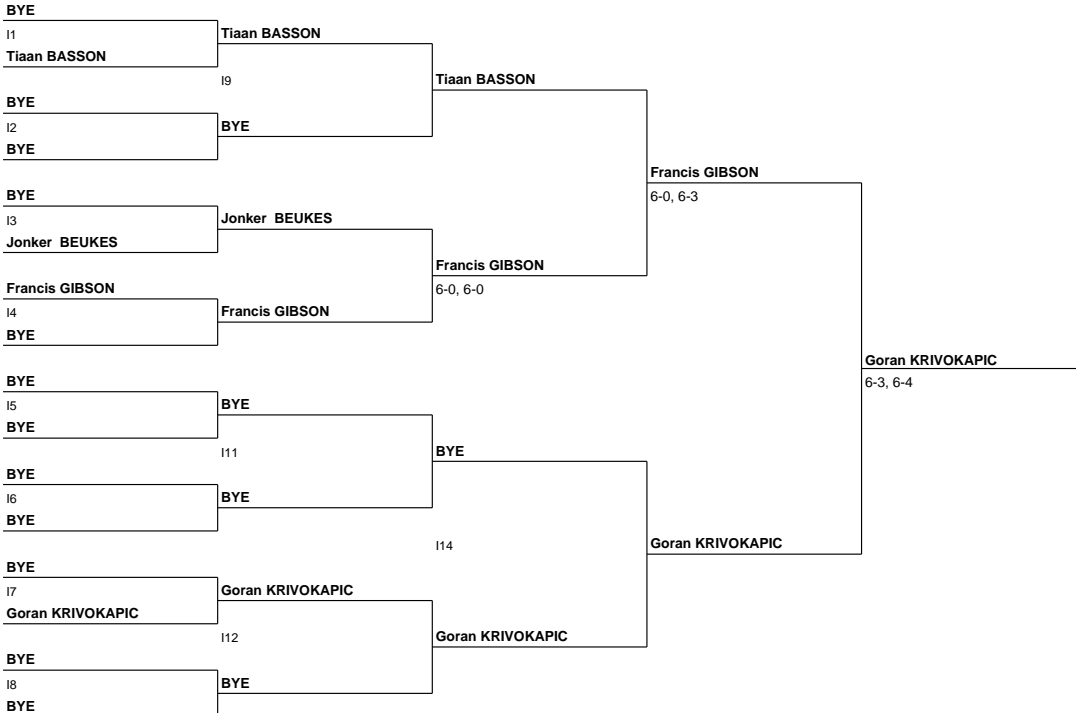 BYE
I1
Tiaan BASSON
Tiaan BASSON
I9
Tiaan BASSON
BYE
I2
BYE
BYE
Francis GIBSON
6-0, 6-3
BYE
I3
Jonker  BEUKES
Jonker  BEUKES
Francis GIBSON
6-0, 6-0
Francis GIBSON
I4
Francis GIBSON
BYE
Goran KRIVOKAPIC
6-3, 6-4
BYE
I5
BYE
BYE
I11
BYE
BYE
I6
BYE
BYE
I14
Goran KRIVOKAPIC
BYE
I7
Goran KRIVOKAPIC
Goran KRIVOKAPIC
I12
Goran KRIVOKAPIC
BYE
I8
BYE
BYE